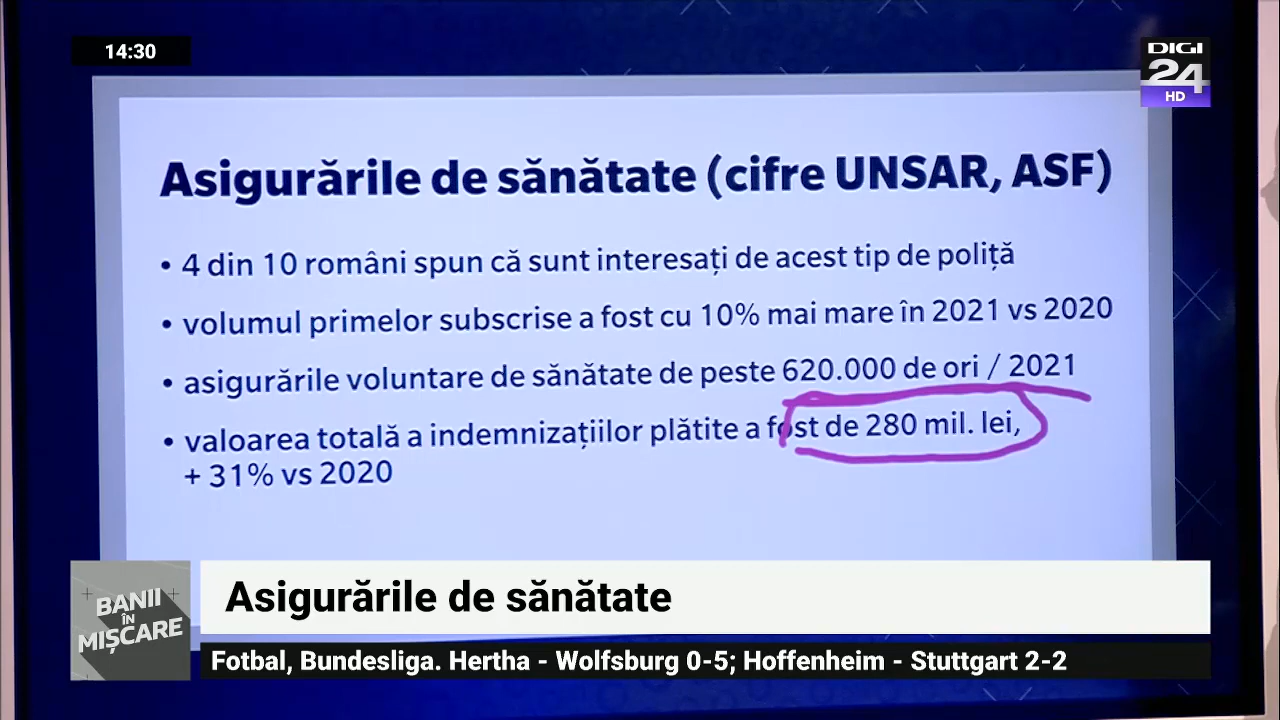 14:30
DIGI
24
HD
Asigurările de sănătate (cifre UNSAR, ASF)
• 4 din 10 români spun că sunt interesați de acest tip de poliță
• volumul primelor subscrise a fost cu 10% mai mare în 2021 vs 2020
• asigurările voluntare de sănătate de peste 620.000 de ori / 2021
• valoarea totală a indemnizațiilor plătite a fost de 280 mil. lei,
+ 31% vs 2020
BANII
ÎN
MIȘCARE
Asigurările de sănătate
Fotbal, Bundesliga. Hertha - Wolfsburg 0-5; Hoffenheim - Stuttgart 2-2